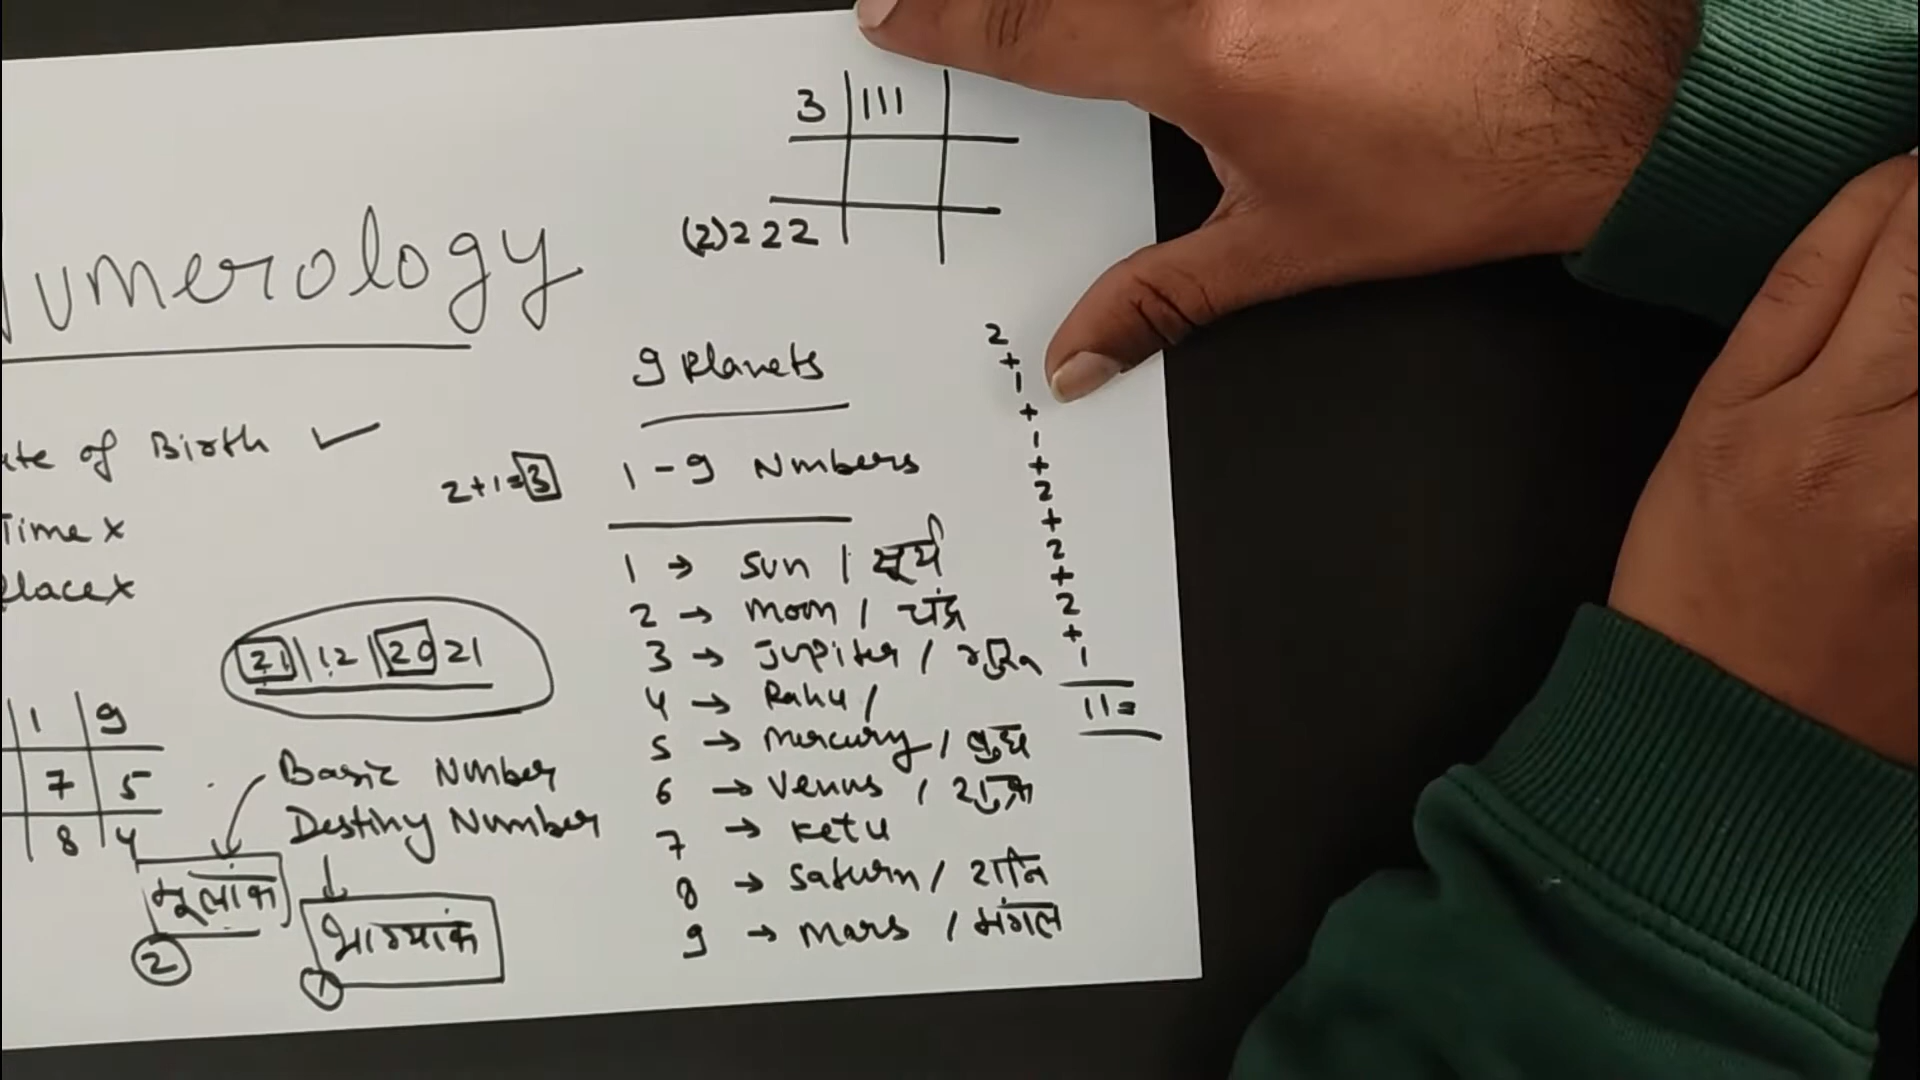 3 | 111 |
(2)222
Numerology
9 Planets
1-9 Numbers
ate of Birth ✓
2+1=3
Time x
Place x
21|12|2021
1 → Sun / सूर्य
2 → Moon / चंद्र
3 → Jupiter /
4 → Rahu /
5 → Mercury / बुध
6 → Venus / शुक्र
7 → Ketu
8 → Saturn / शनि
9 → Mars / मंगल
2
+
1
+
1
+
2
+
2
+
2
+
1
11=
1 | 9
7 | 5
8 | 4
Basic Number
Destiny Number
मूलांक
2
भाग्यांक